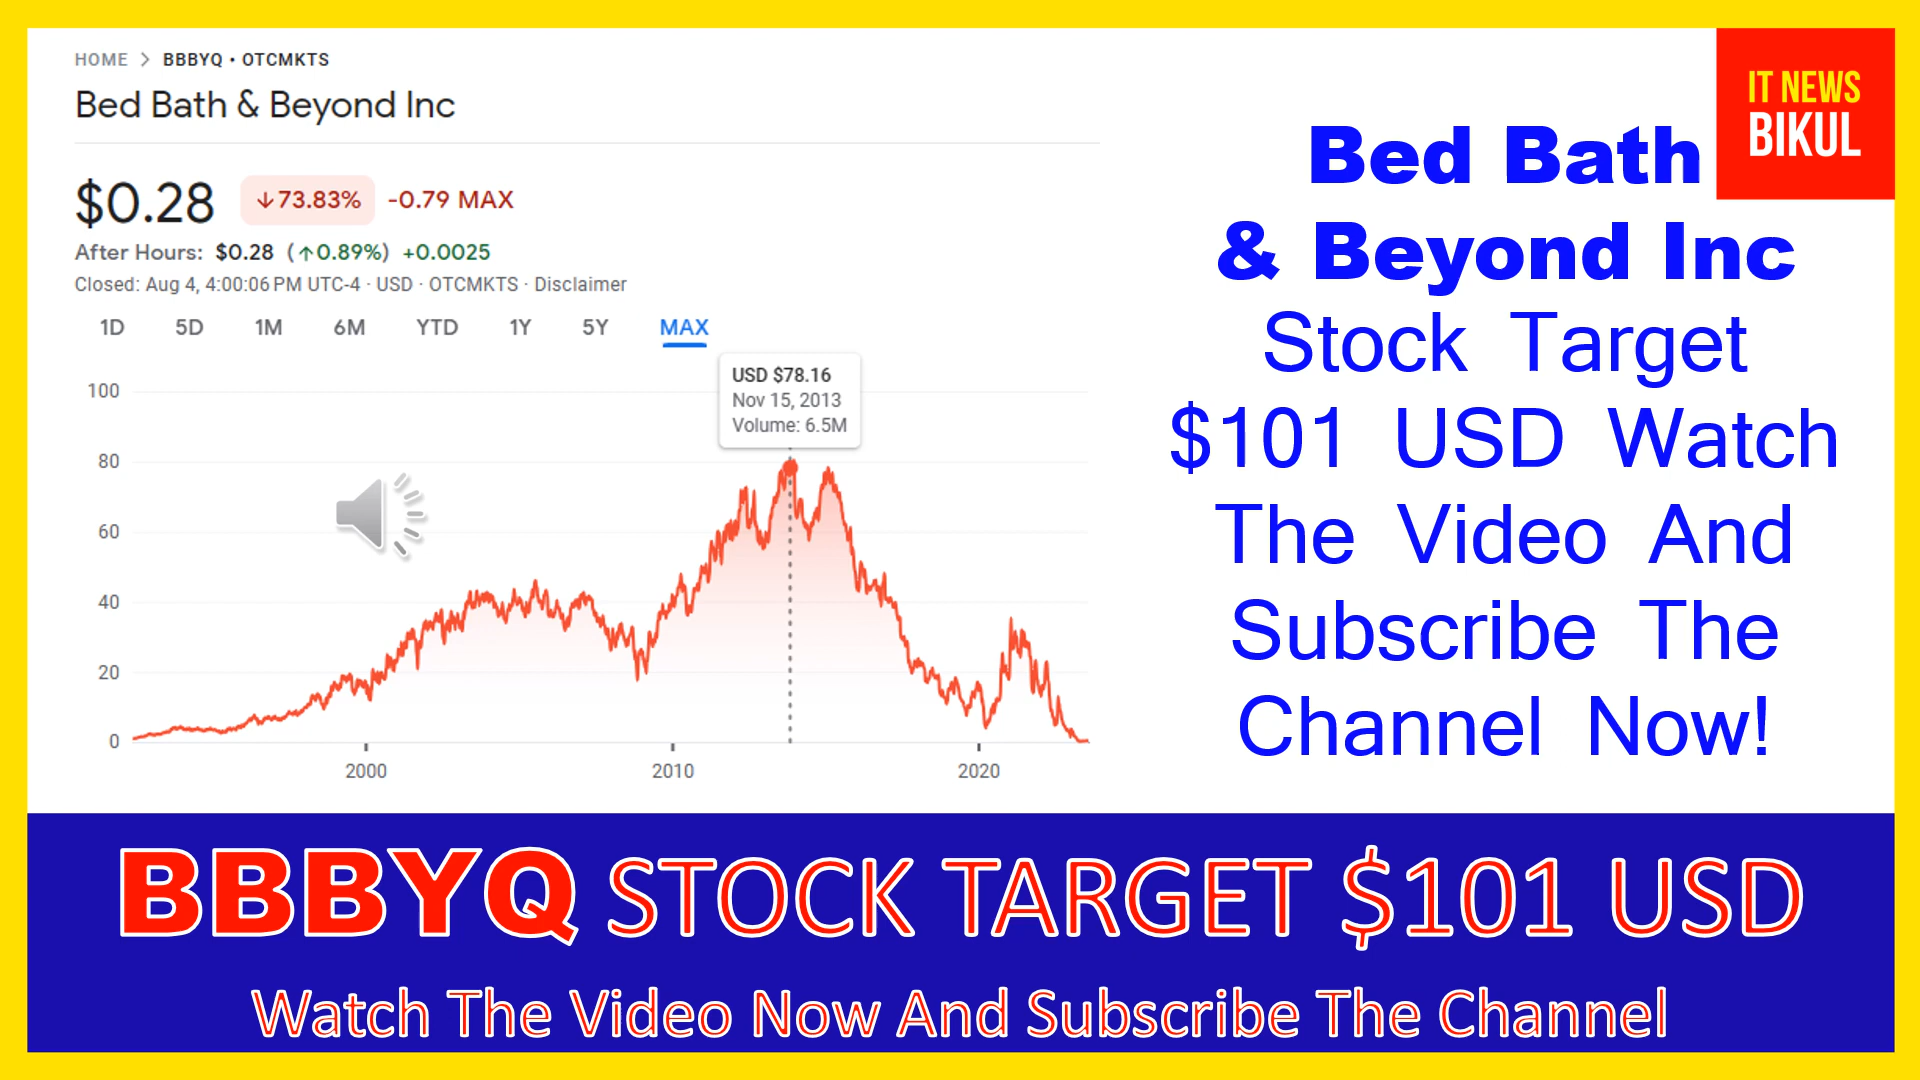 HOME > BBBYQ • OTCMKTS
Bed Bath & Beyond Inc
$0.28 ↓73.83% -0.79 MAX
After Hours: $0.28 (↑0.89%) +0.0025
Closed: Aug 4, 4:00:06 PM UTC-4 · USD · OTCMKTS · Disclaimer
1D 5D 1M 6M YTD 1Y 5Y MAX
USD $78.16
Nov 15, 2013
Volume: 6.5M
100
80
60
40
20
0
2000 2010 2020
IT NEWS
BIKUL
Bed Bath
& Beyond Inc
Stock Target
$101 USD Watch
The Video And
Subscribe The
Channel Now!
BBBYQ STOCK TARGET $101 USD
Watch The Video Now And Subscribe The Channel